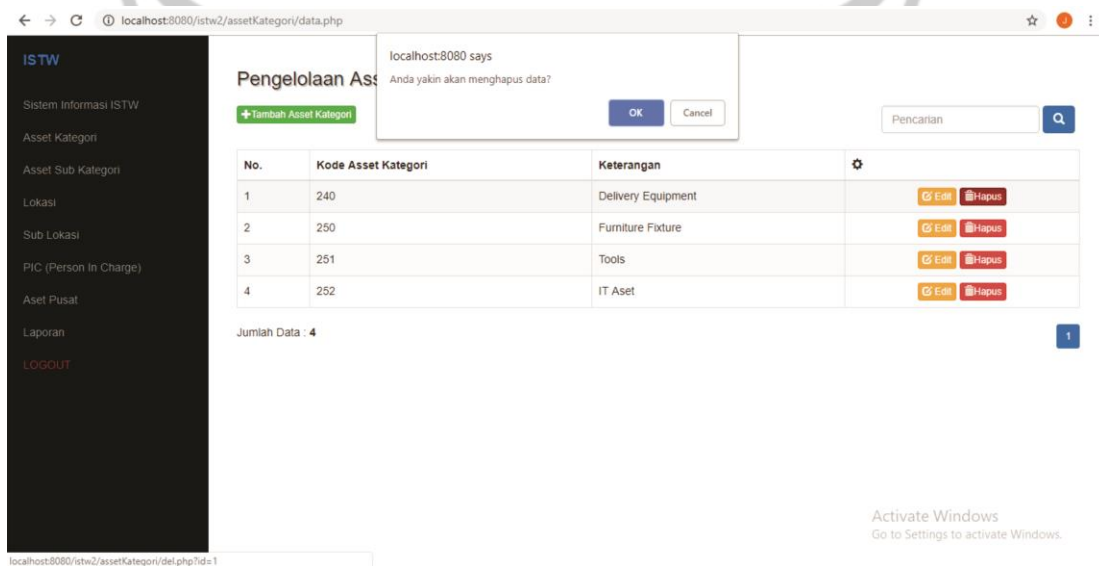 localhost:8080/istw2/assetKategori/data.php
J
ISTW
Sistem Informasi ISTW
Asset Kategori
Asset Sub Kategori
Lokasi
Sub Lokasi
PIC (Person In Charge)
Aset Pusat
Laporan
LOGOUT
localhost:8080 says
Anda yakin akan menghapus data?
OK Cancel
Pengelolaan Ass
+Tambah Asset Kategori
Pencarian
No. Kode Asset Kategori Keterangan
1 240 Delivery Equipment Edit Hapus
2 250 Furniture Fixture Edit Hapus
3 251 Tools Edit Hapus
4 252 IT Aset Edit Hapus
Jumlah Data : 4
1
Activate Windows
Go to Settings to activate Windows.
localhost:8080/istw2/assetKategori/del.php?id=1